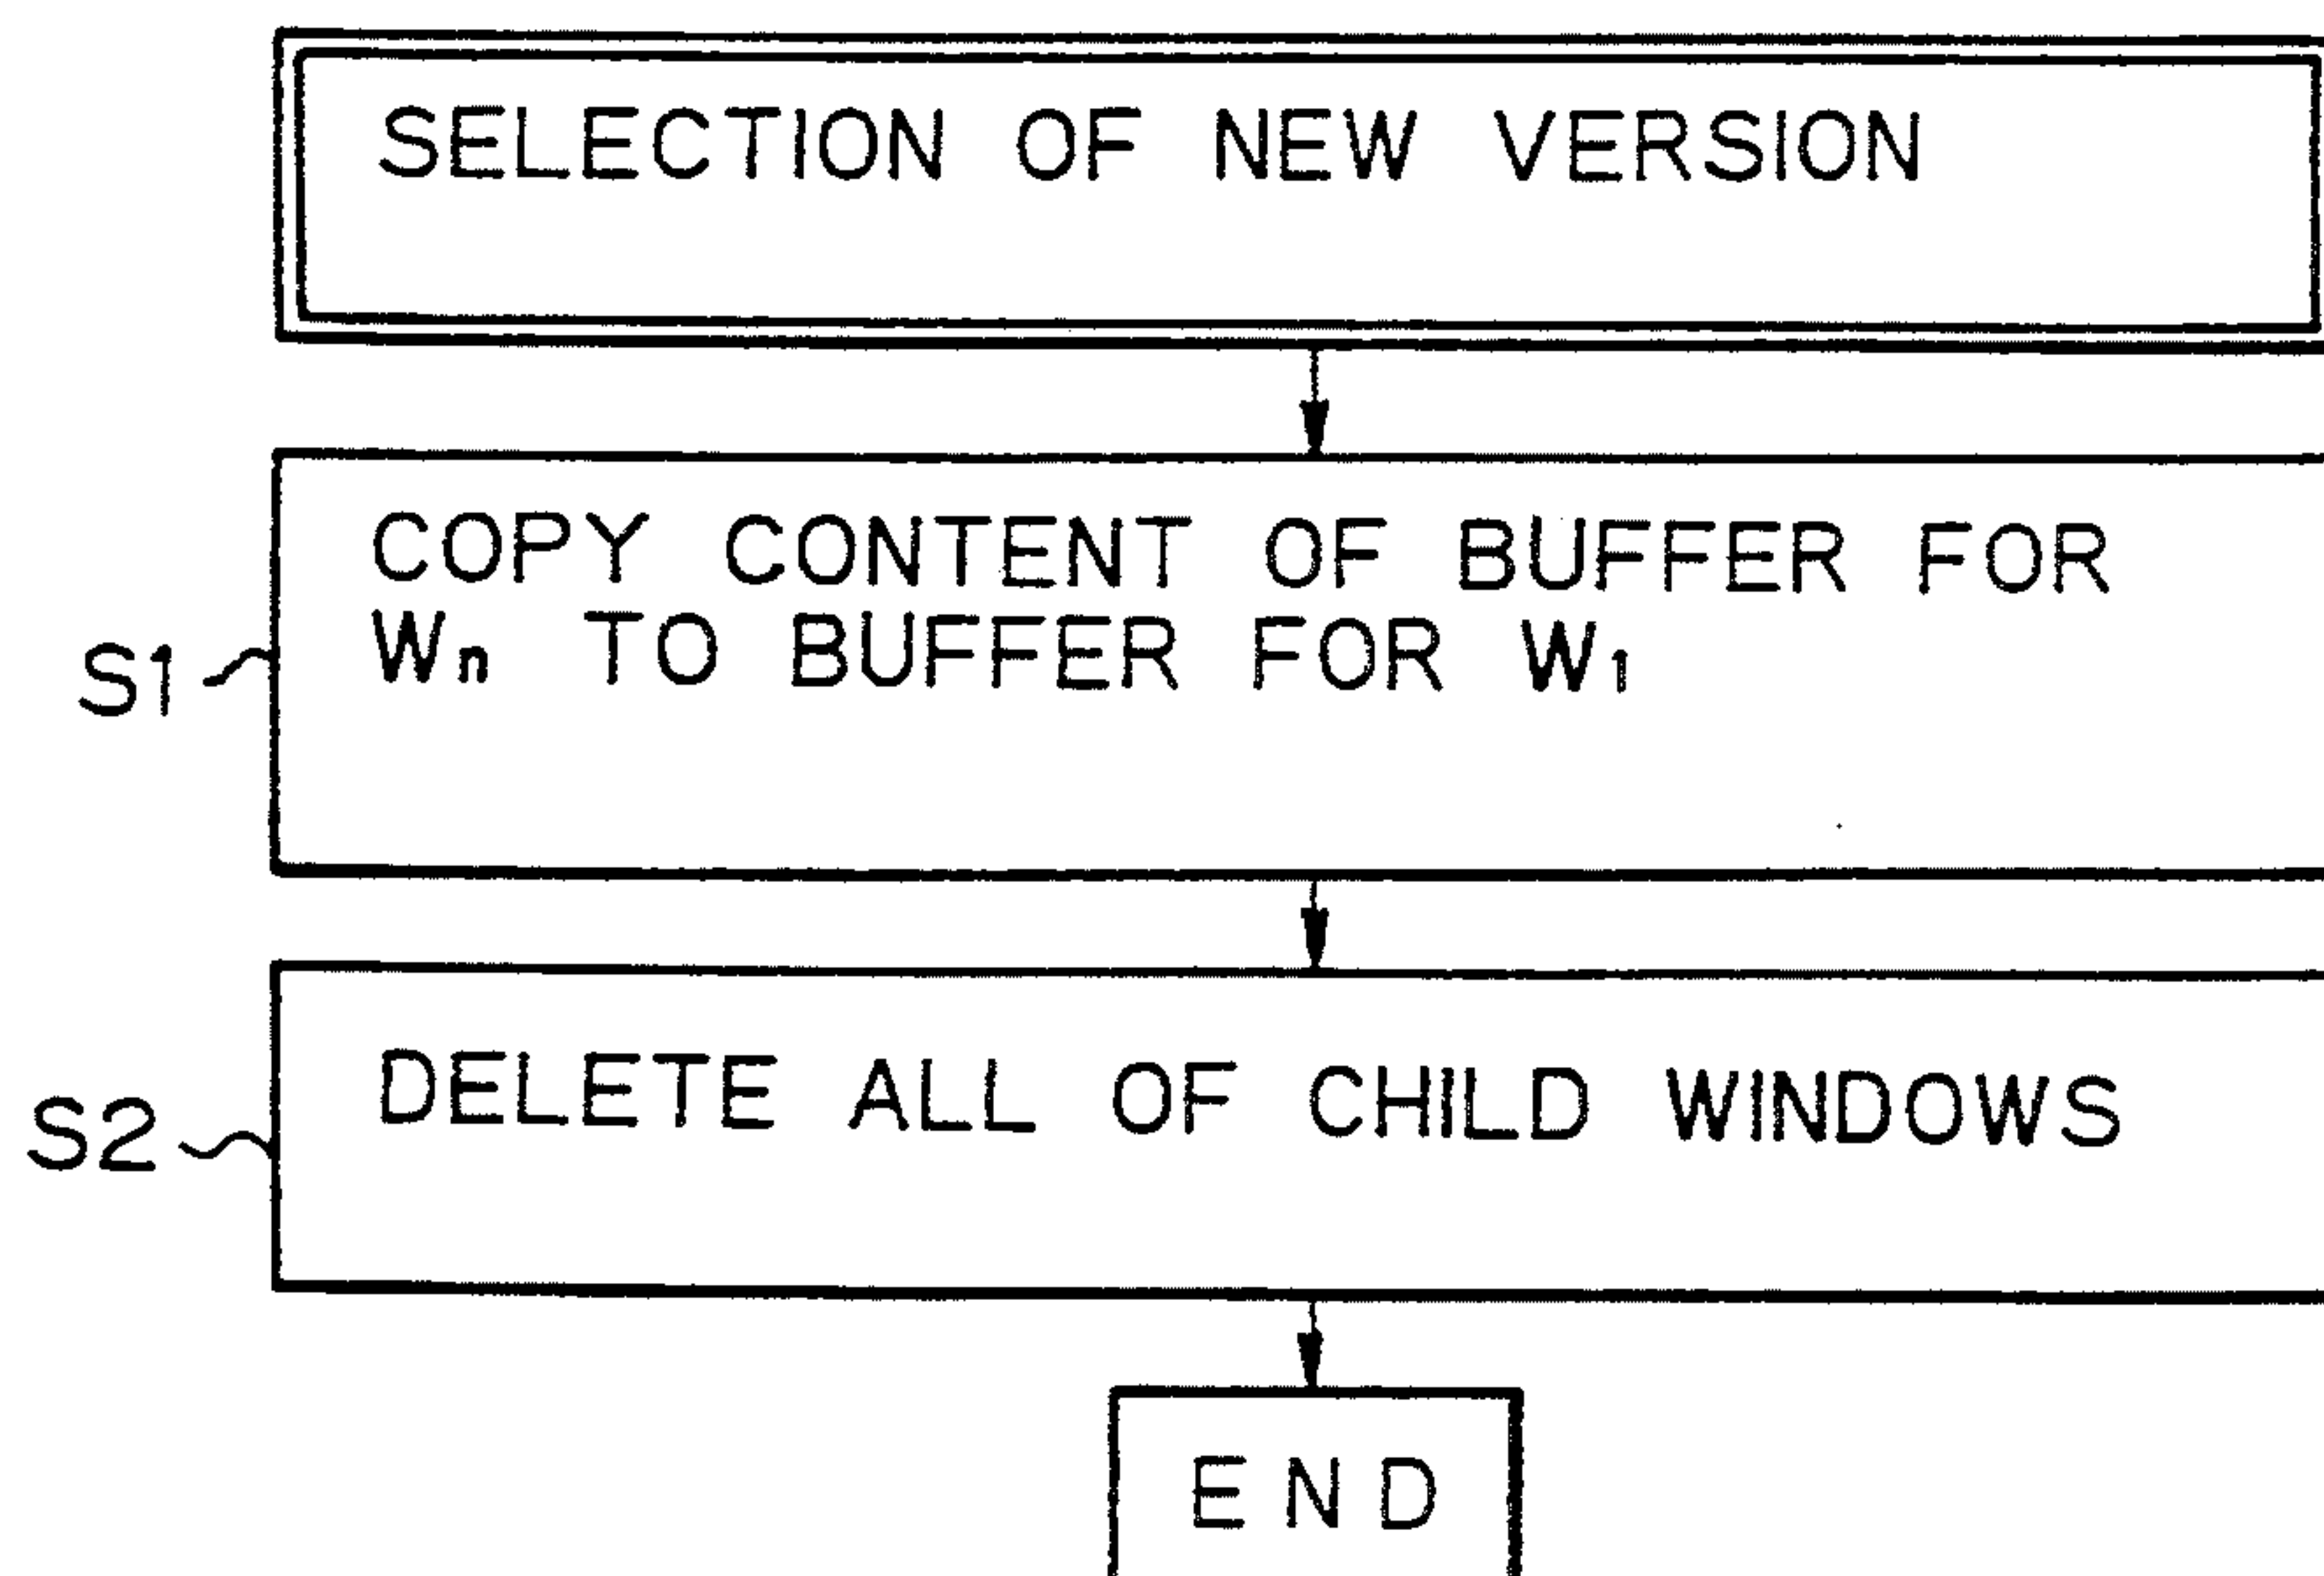 SELECTION OF NEW VERSION
COPY CONTENT OF BUFFER FOR
Wn TO BUFFER FOR W1
S1
DELETE ALL OF CHILD WINDOWS
S2
END